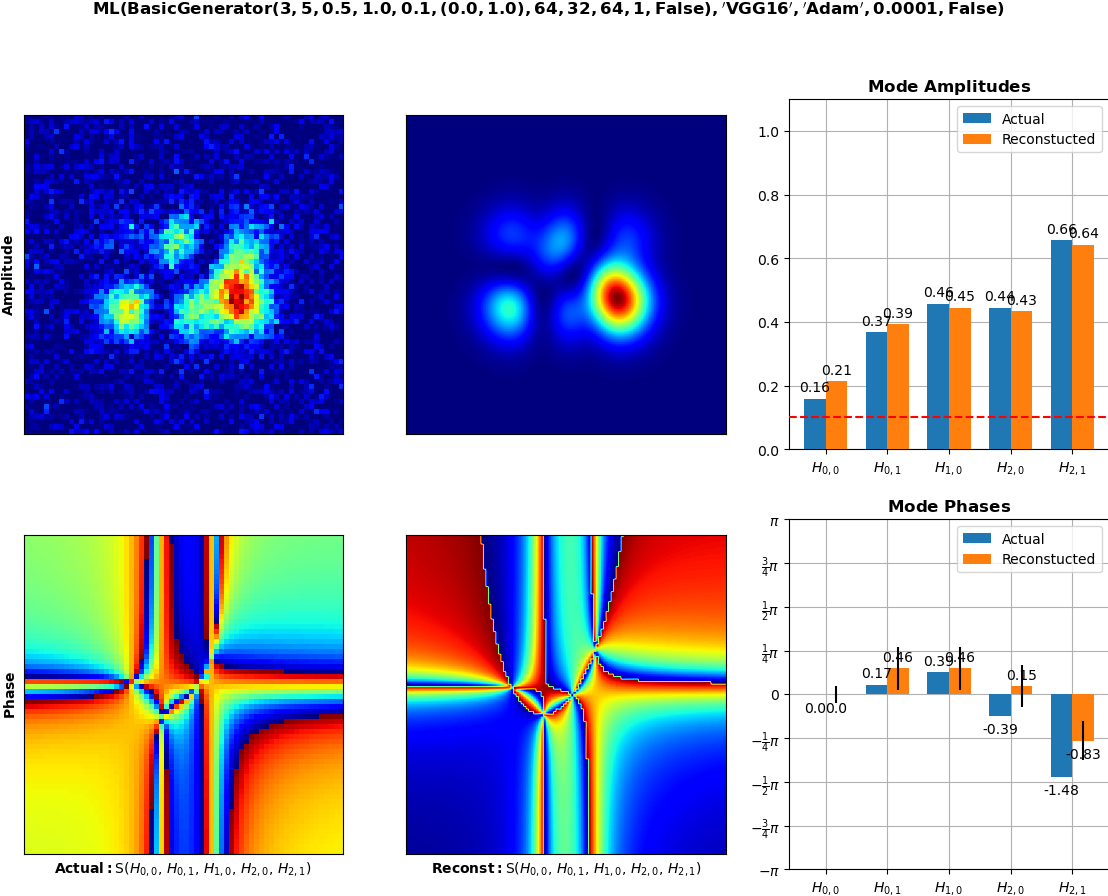 ML(BasicGenerator(3, 5, 0.5, 1.0, 0.1, (0.0, 1.0), 64, 32, 64, 1, False), ′VGG16′, ′Adam′, 0.0001, False)
Amplitude
Mode Amplitudes
Actual
Reconstucted
1.0
0.8
0.6
0.4
0.2
0.0
0.16
0.21
0.37
0.39
0.46
0.45
0.44
0.43
0.66
0.64
H0,0
H0,1
H1,0
H2,0
H2,1
Phase
Actual: S(H0,0, H0,1, H1,0, H2,0, H2,1)
Reconst: S(H0,0, H0,1, H1,0, H2,0, H2,1)
Mode Phases
Actual
Reconstucted
π
3/4π
1/2π
1/4π
0
−1/4π
−1/2π
−3/4π
−π
0.00
0.0
0.17
0.46
0.39
0.46
-0.39
0.15
-1.48
-0.83
H0,0
H0,1
H1,0
H2,0
H2,1